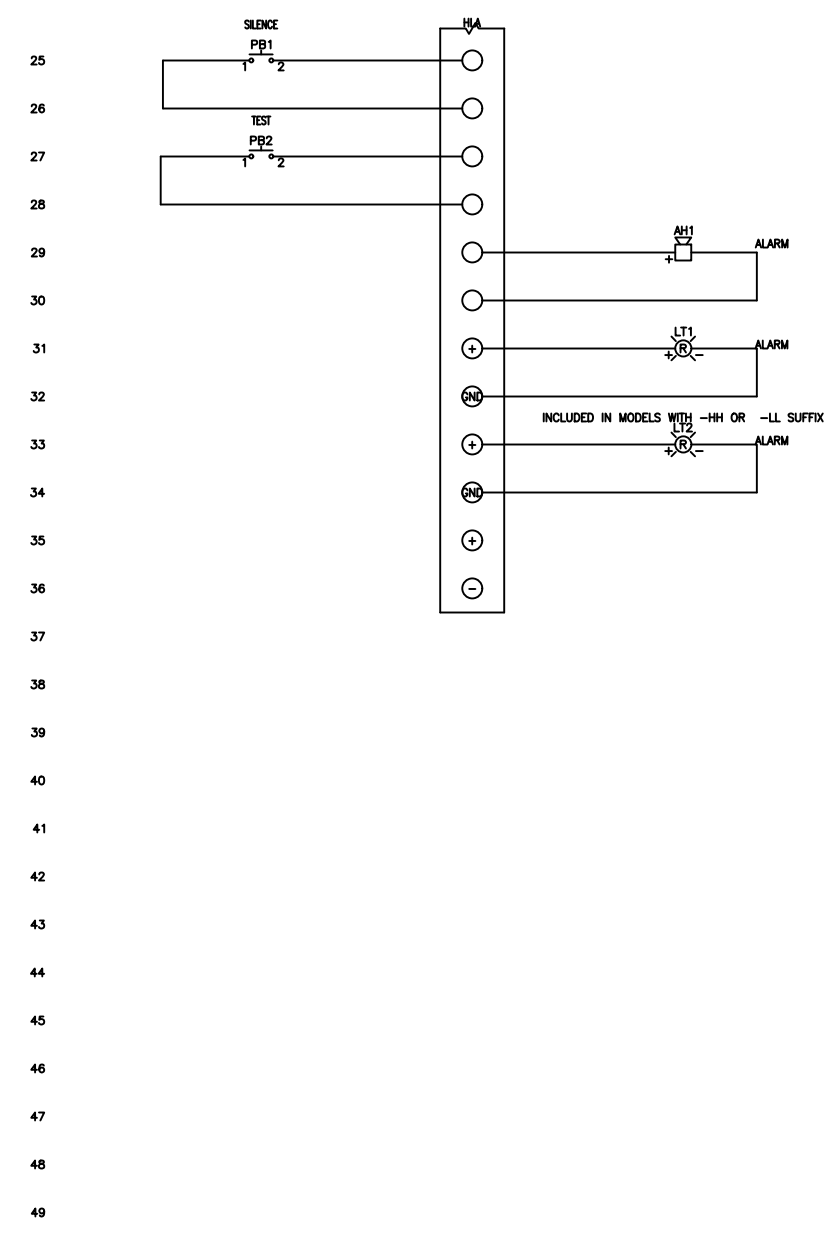 SILENCE
HLA
PB1
25
1 2
26
TEST
PB2
27
1 2
28
AH1
ALARM
29
+
30
LT1
31 + R ALARM
+ -
32 GND
INCLUDED IN MODELS WITH -HH OR -LL SUFFIX
LT2
33 + R ALARM
+ -
34 GND
35 +
36 -
37
38
39
40
41
42
43
44
45
46
47
48
49